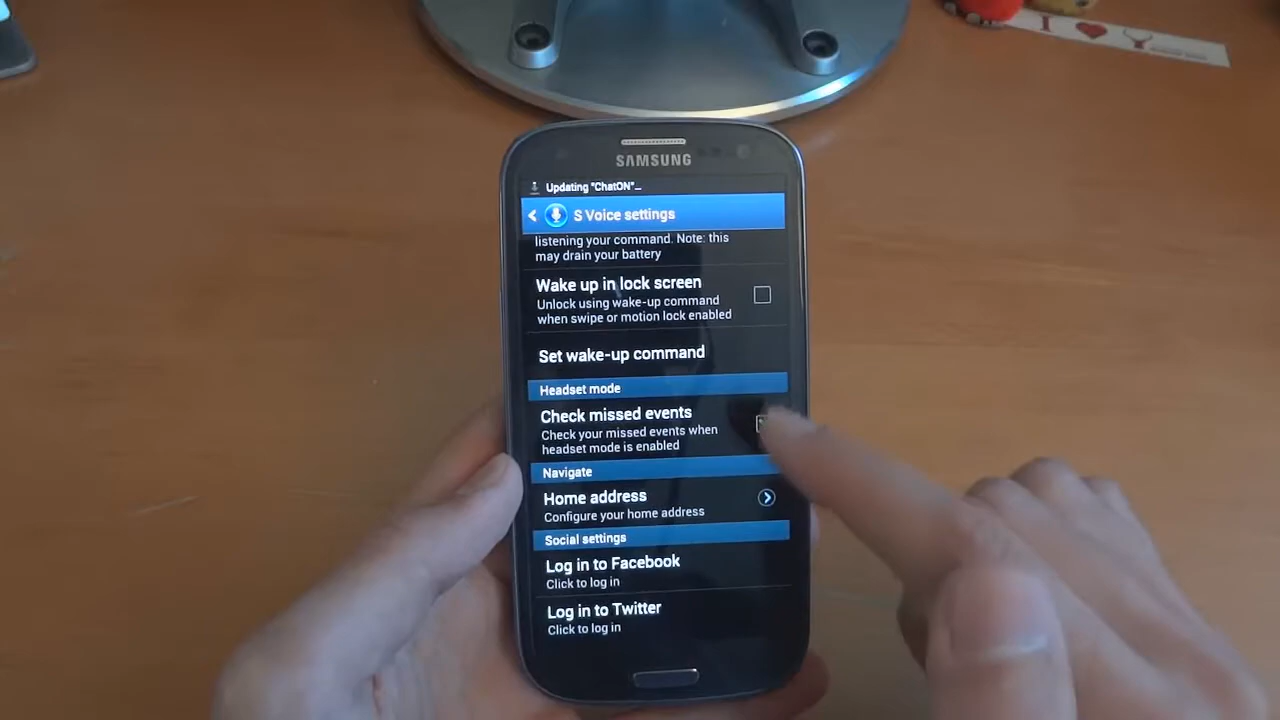 I
SAMSUNG
Updating "ChatON"...
S Voice settings
listening your command. Note: this
may drain your battery
Wake up in lock screen
Unlock using wake-up command
when swipe or motion lock enabled
Set wake-up command
Headset mode
Check missed events
Check your missed events when
headset mode is enabled
Navigate
Home address
Configure your home address
Social settings
Log in to Facebook
Click to log in
Log in to Twitter
Click to log in